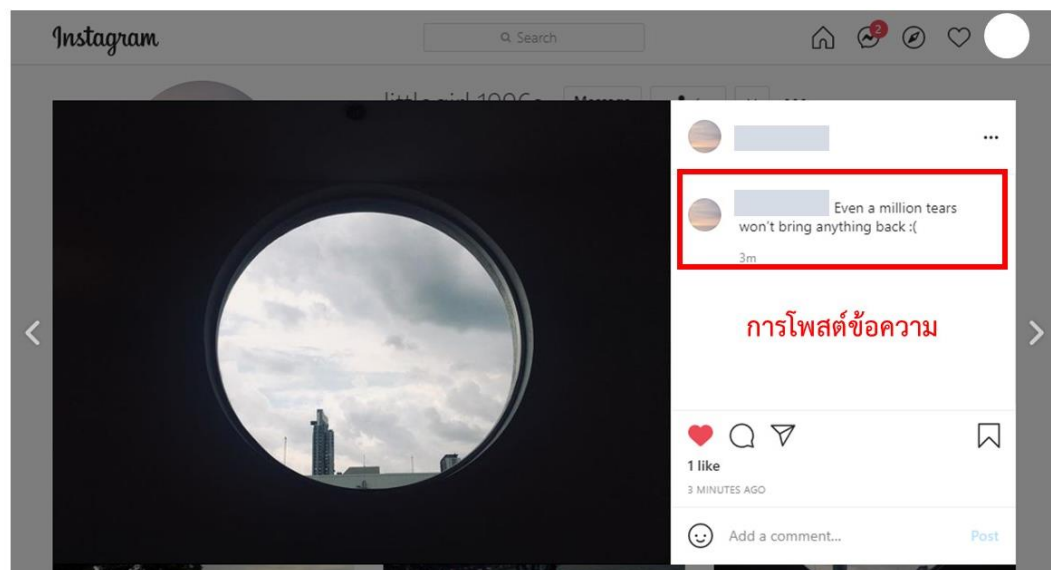 Instagram
Search
2
Message
...
Even a million tears
won't bring anything back :(
3m
การโพสต์ข้อความ
1 like
3 MINUTES AGO
Add a comment...
Post